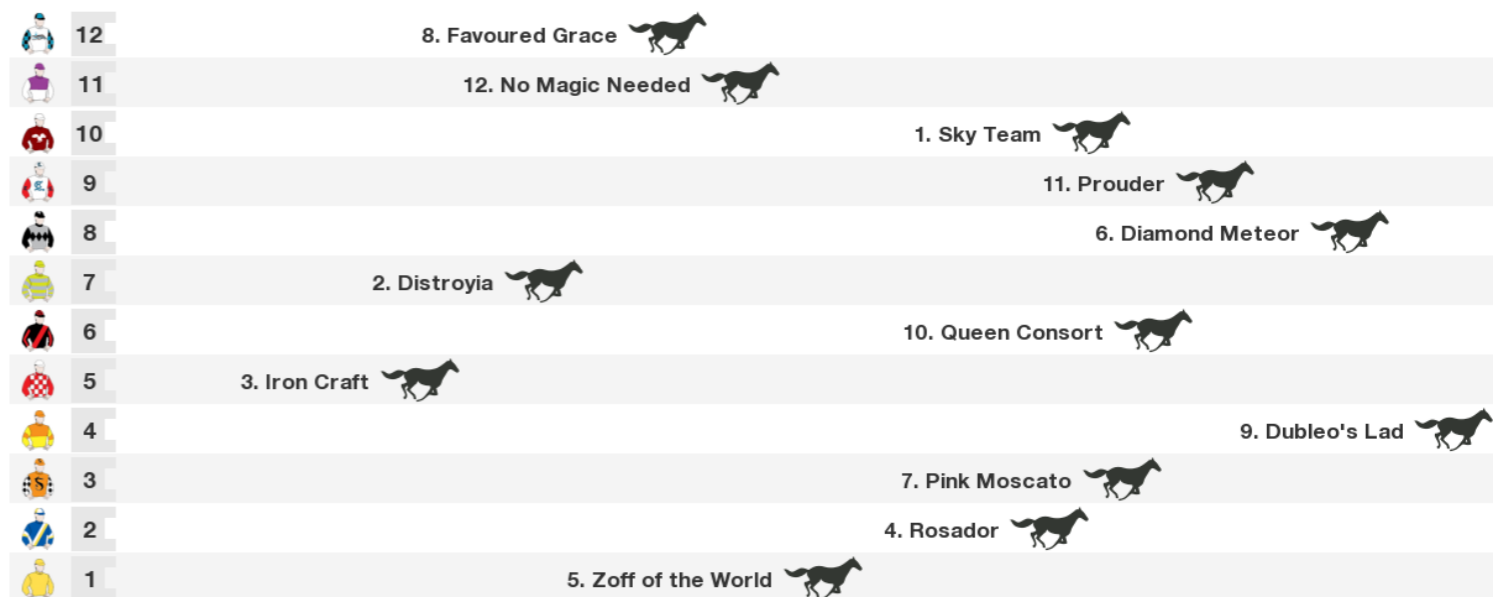 12 8. Favoured Grace
11 12. No Magic Needed
10 1. Sky Team
9 11. Prouder
8 6. Diamond Meteor
7 2. Distroyia
6 10. Queen Consort
5 3. Iron Craft
4 9. Dubleo's Lad
3 7. Pink Moscato
2 4. Rosador
1 5. Zoff of the World